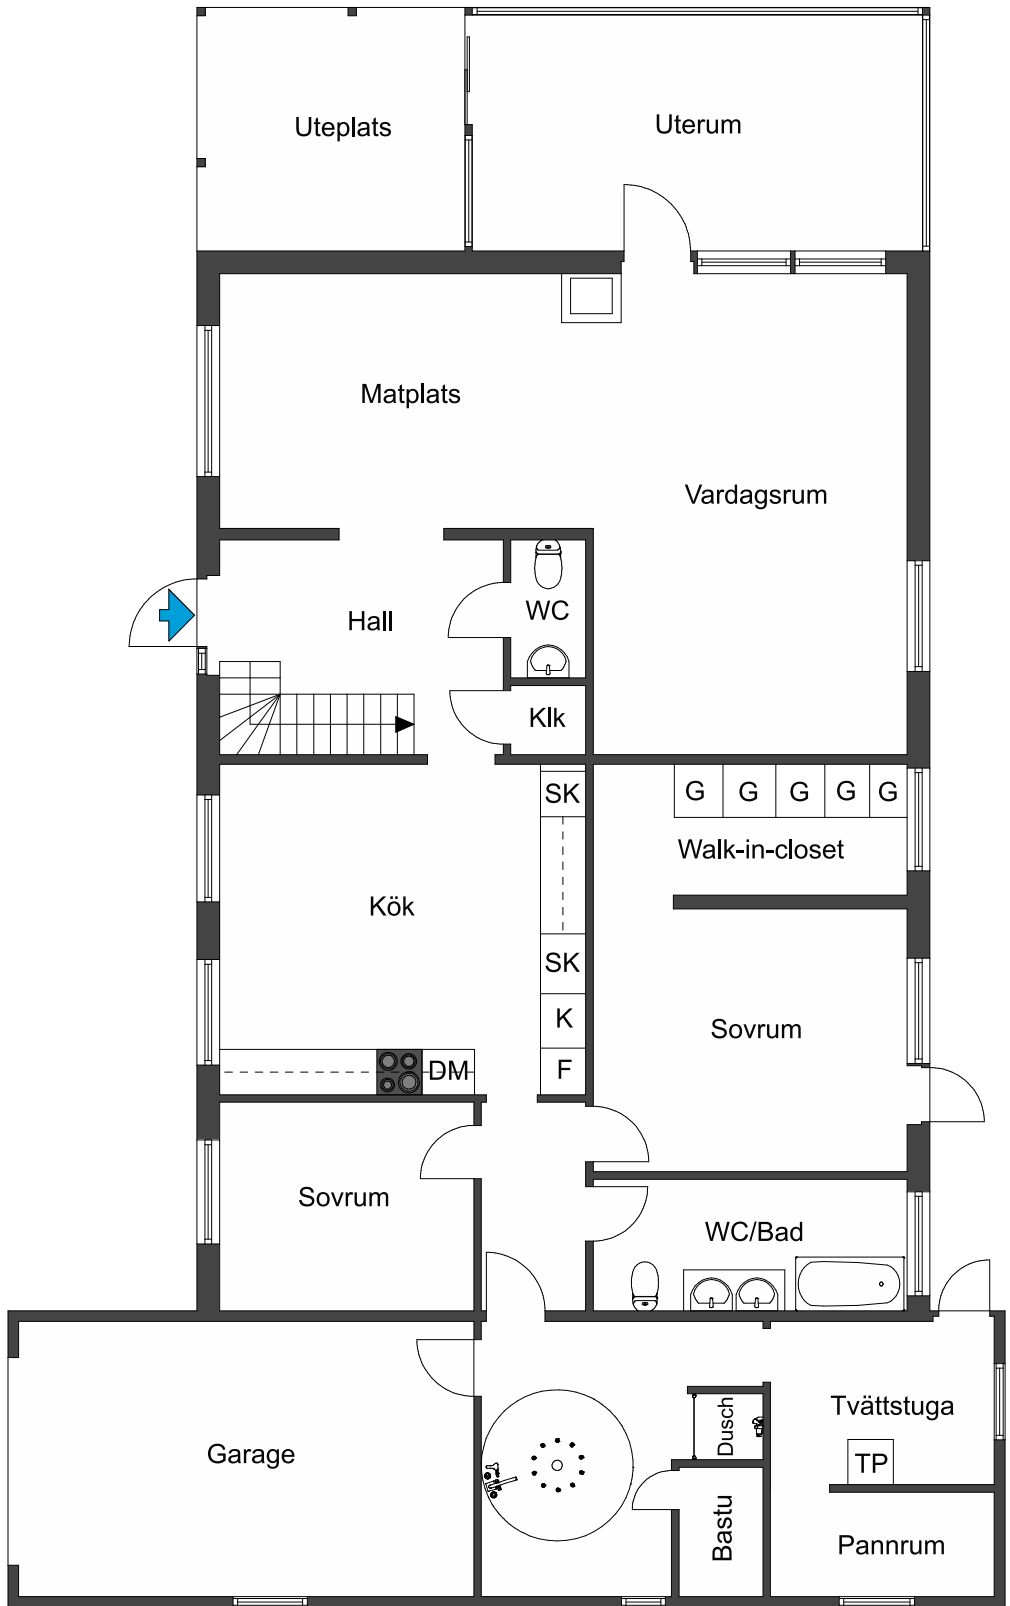 Uteplats
Uterum
Matplats
Vardagsrum
Hall
WC
Klk
SK
G G G G G
Walk-in-closet
Kök
SK
K
Sovrum
DM
F
Sovrum
WC/Bad
Tvättstuga
Dusch
Garage
TP
Bastu
Pannrum